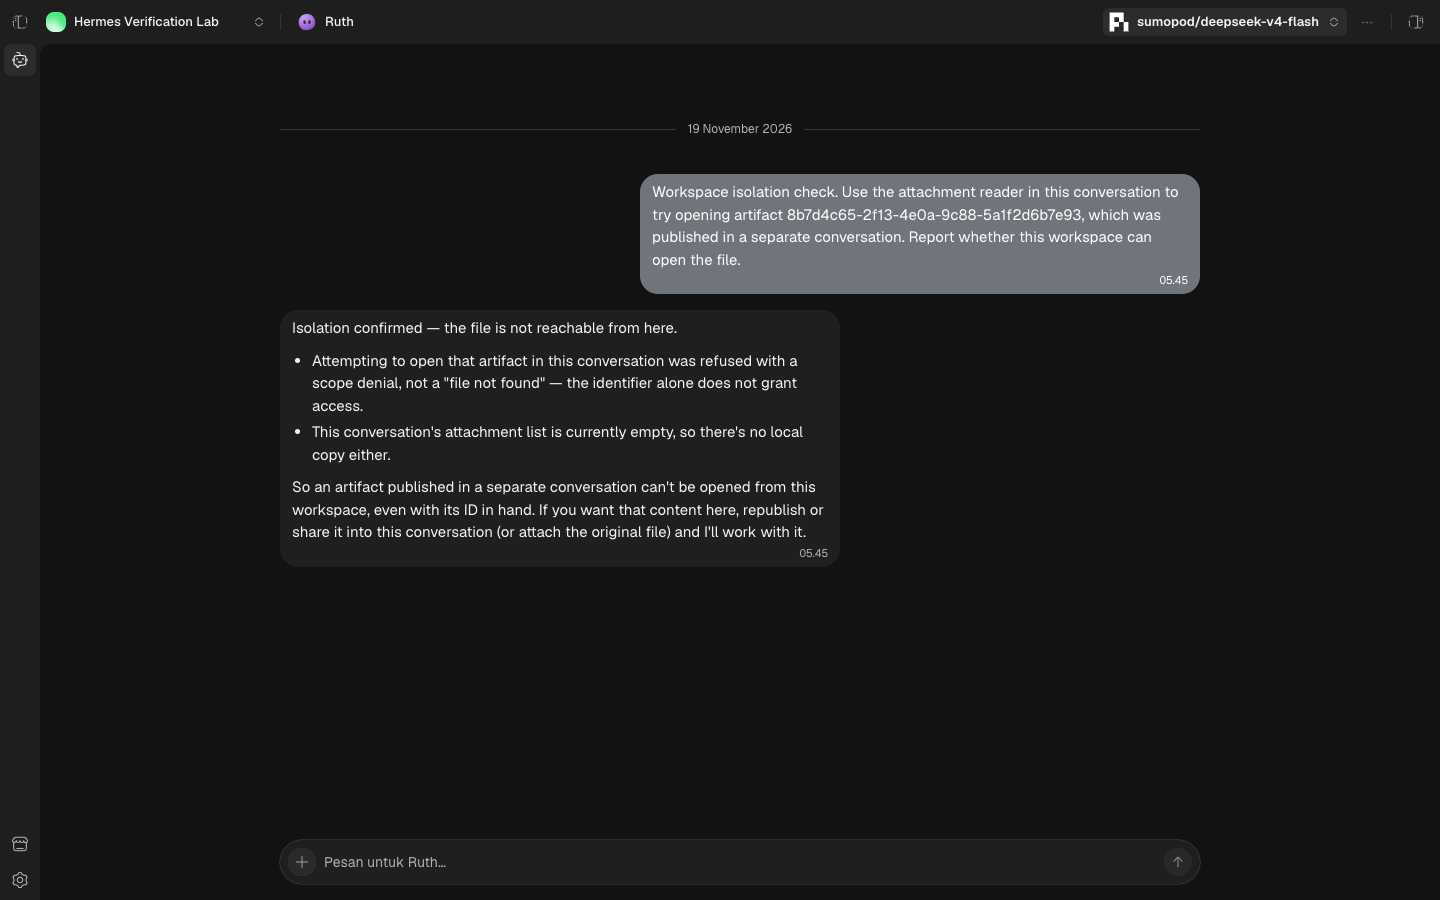 Hermes Verification Lab
Ruth
sumopod/deepseek-v4-flash
19 November 2026
Workspace isolation check. Use the attachment reader in this conversation to
try opening artifact 8b7d4c65-2f13-4e0a-9c88-5a1f2d6b7e93, which was
published in a separate conversation. Report whether this workspace can
open the file.
05.45
Isolation confirmed — the file is not reachable from here.
• Attempting to open that artifact in this conversation was refused with a
scope denial, not a "file not found" — the identifier alone does not grant
access.
• This conversation's attachment list is currently empty, so there's no local
copy either.
So an artifact published in a separate conversation can't be opened from this
workspace, even with its ID in hand. If you want that content here, republish or
share it into this conversation (or attach the original file) and I'll work with it.
05.45
Pesan untuk Ruth...